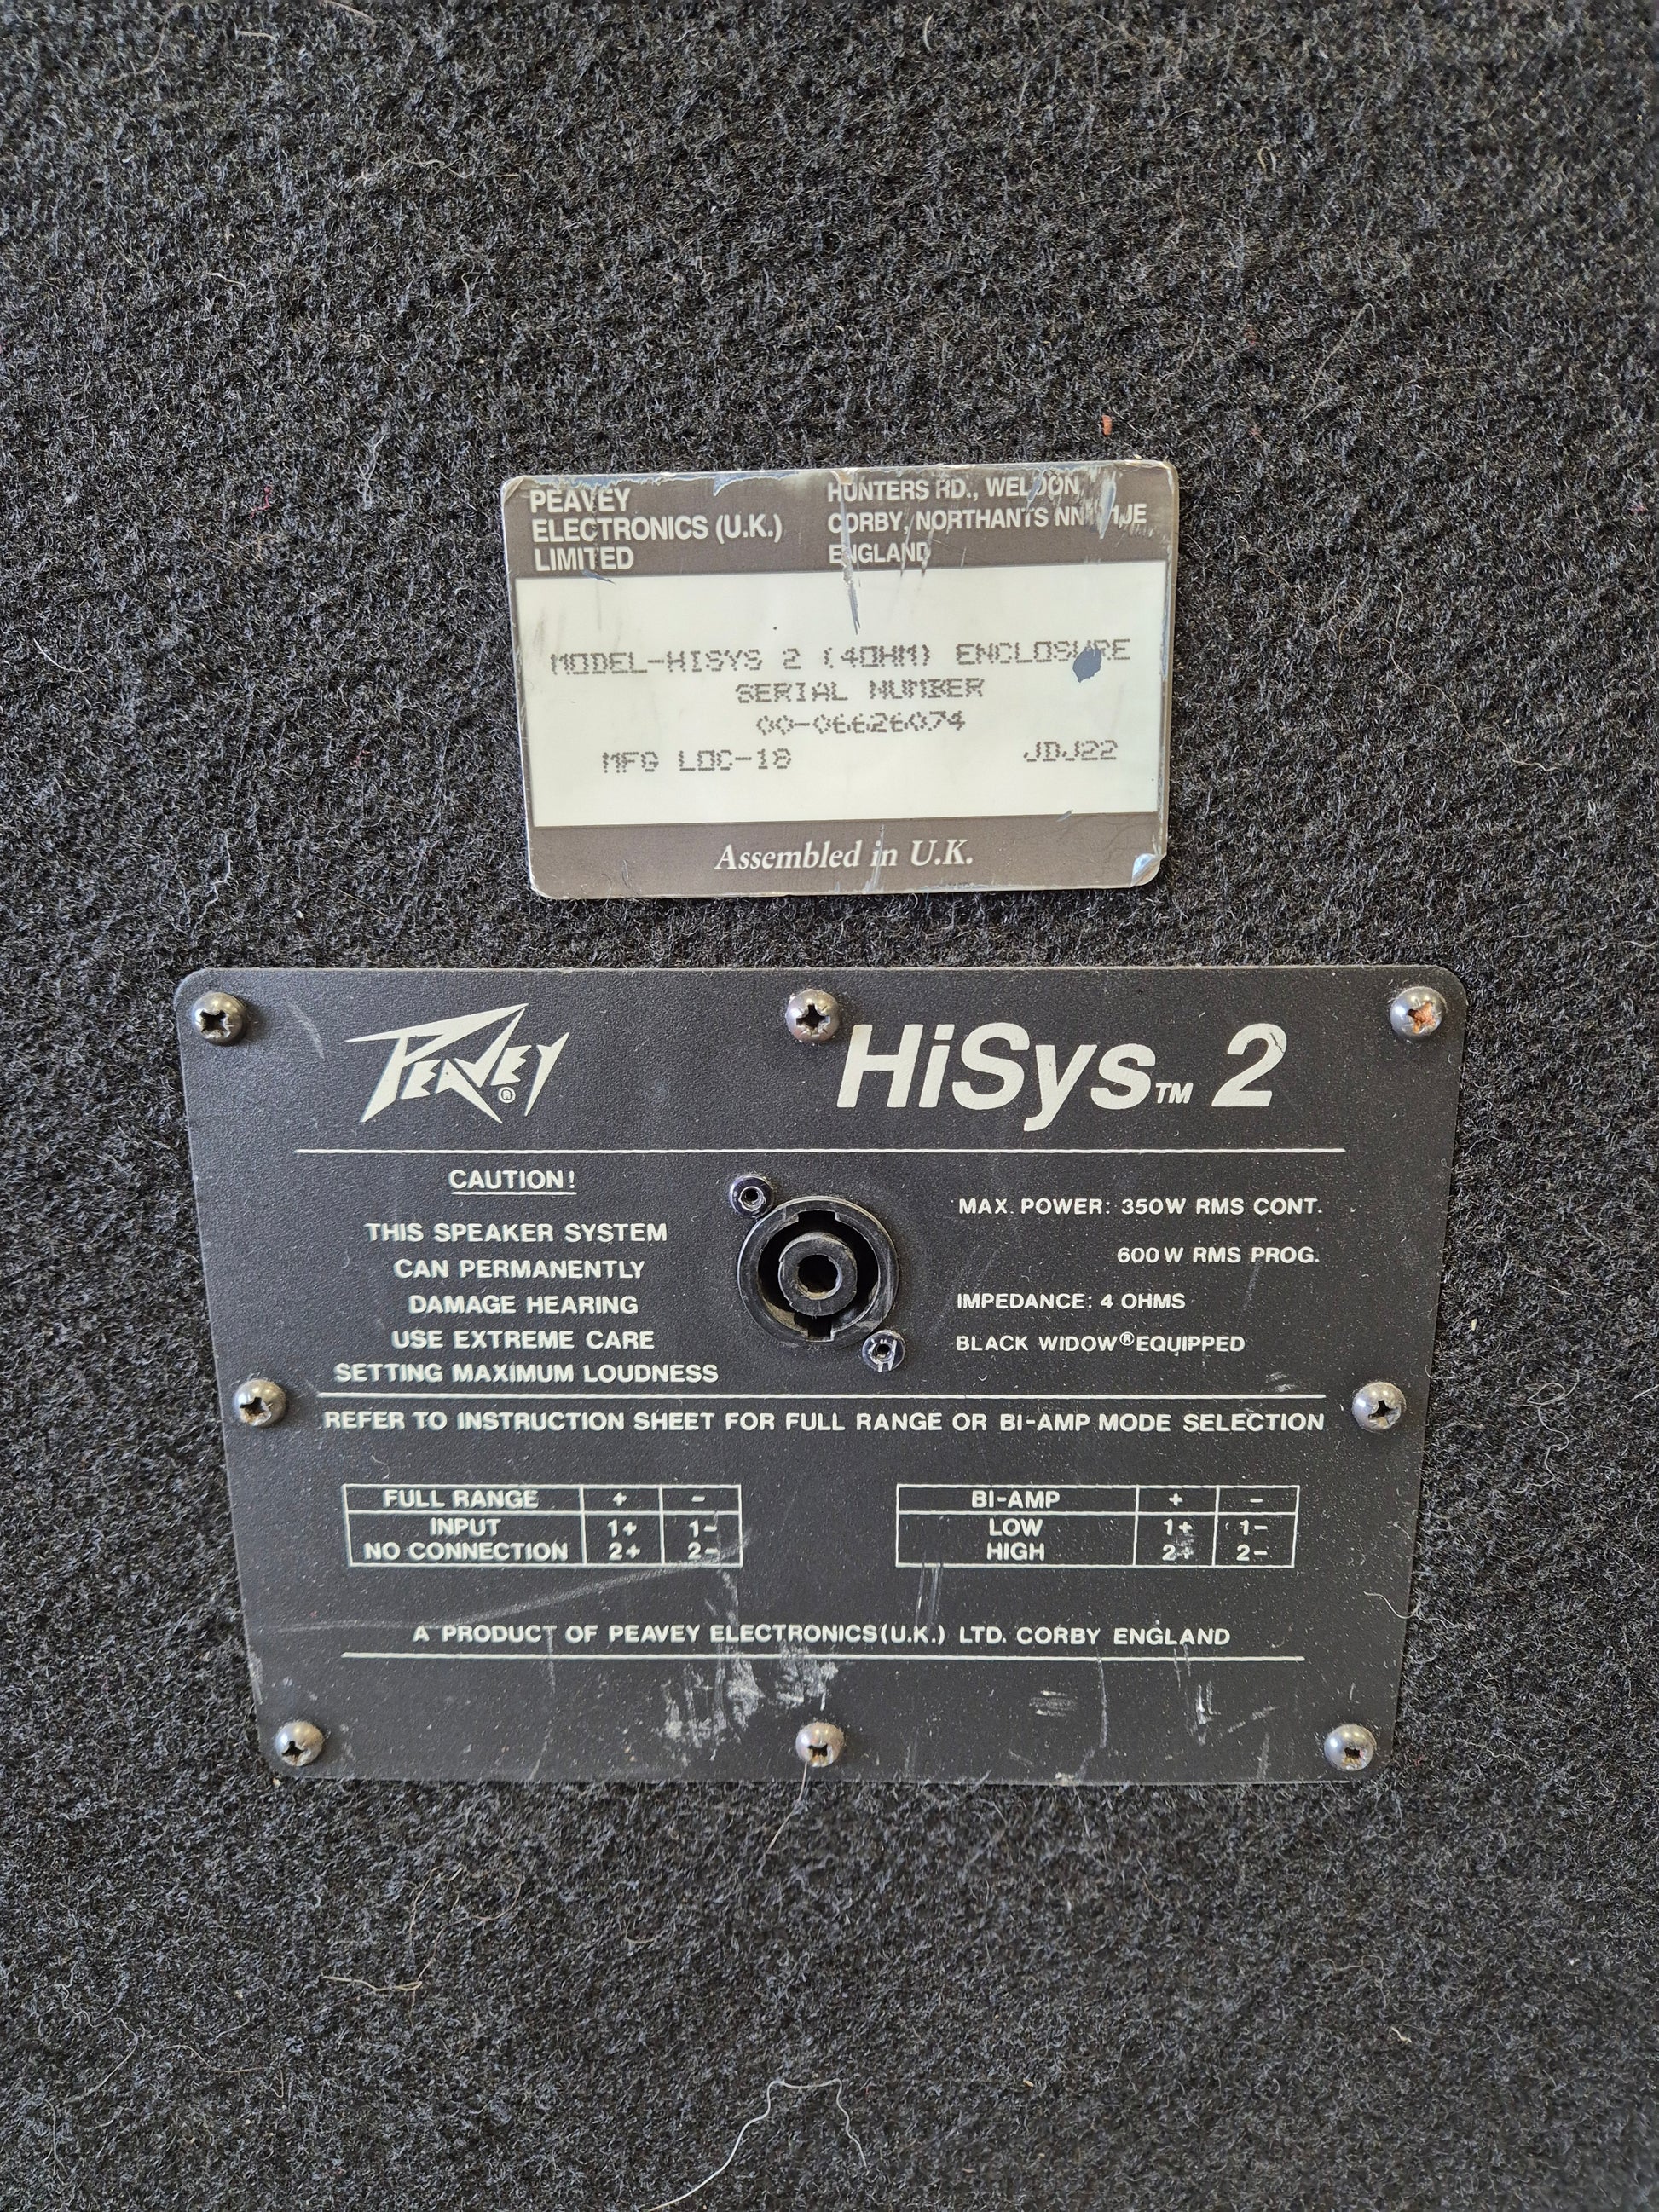 PEAVEY
ELECTRONICS (U.K.)
LIMITED
HUNTERS RD., WELDON,
CORBY, NORTHANTS
ENGLAND
MODEL-HISYS 2 (4OHM) ENCLOSURE
SERIAL NUMBER
00-06626074
MFG LOC-18 JDJ22
Assembled in U.K.
PEAVEY® HiSys™ 2
CAUTION!
THIS SPEAKER SYSTEM
CAN PERMANENTLY
DAMAGE HEARING
USE EXTREME CARE
SETTING MAXIMUM LOUDNESS
MAX. POWER: 350W RMS CONT.
600W RMS PROG.
IMPEDANCE: 4 OHMS
BLACK WIDOW® EQUIPPED
REFER TO INSTRUCTION SHEET FOR FULL RANGE OR BI-AMP MODE SELECTION
FULL RANGE + -
INPUT 1+ 1-
NO CONNECTION 2+ 2-
BI-AMP + -
LOW 1+ 1-
HIGH 2+ 2-
A PRODUCT OF PEAVEY ELECTRONICS (U.K.) LTD. CORBY ENGLAND